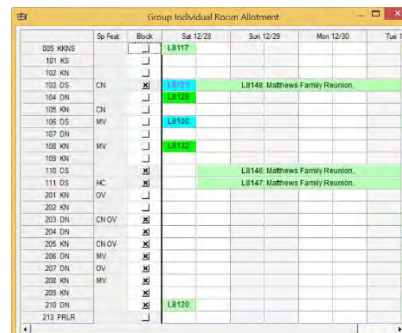 Group Individual Room Allotment
Sp Feat Block Sat 12/28 Sun 12/29 Mon 12/30 Tue 1
005 KKNS L8117:
101 KS
102 KN
103 DS CN L8148: Matthews Family Reunion,
104 DN
105 KN CN
106 DS MV
107 DN
108 KN MV
109 KN
110 DS L8146: Matthews Family Reunion,
111 DS HC L8147: Matthews Family Reunion,
201 KN OV
202 KN
203 DN CN OV
204 DN
205 KN CN OV
206 DN MV
207 DN OV
208 KN MV
209 KN
210 DN L8120:
213 PRLR